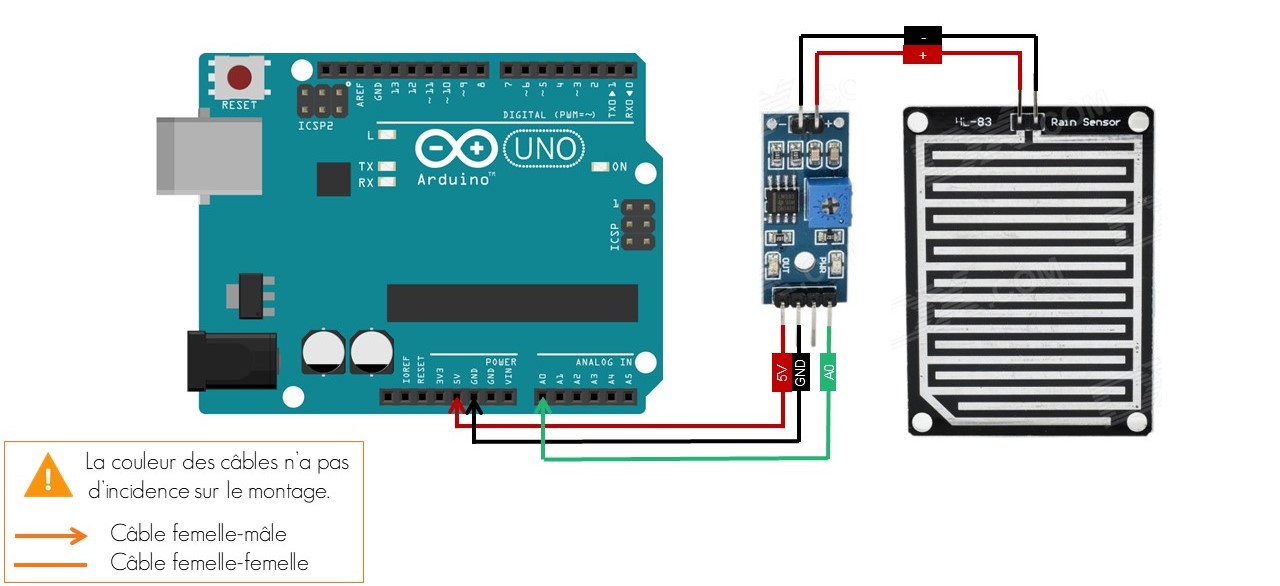 -
+
RESET
ICSP2
AREF
GND
13
12
~11
~10
~9
8
7
~6
~5
4
~3
2
TX0▶1
RX0◀0
DIGITAL (PWM=~)
L
TX
RX
UNO
Arduino™
ON
1
ICSP
- +
OUT
PWR
HL-83
Rain Sensor
IOREF
RESET
3V3
5V
GND
GND
VIN
POWER
ANALOG IN
A0
A1
A2
A3
A4
A5
5V
GND
A0
La couleur des câbles n'a pas
d'incidence sur le montage.
Câble femelle-mâle
Câble femelle-femelle